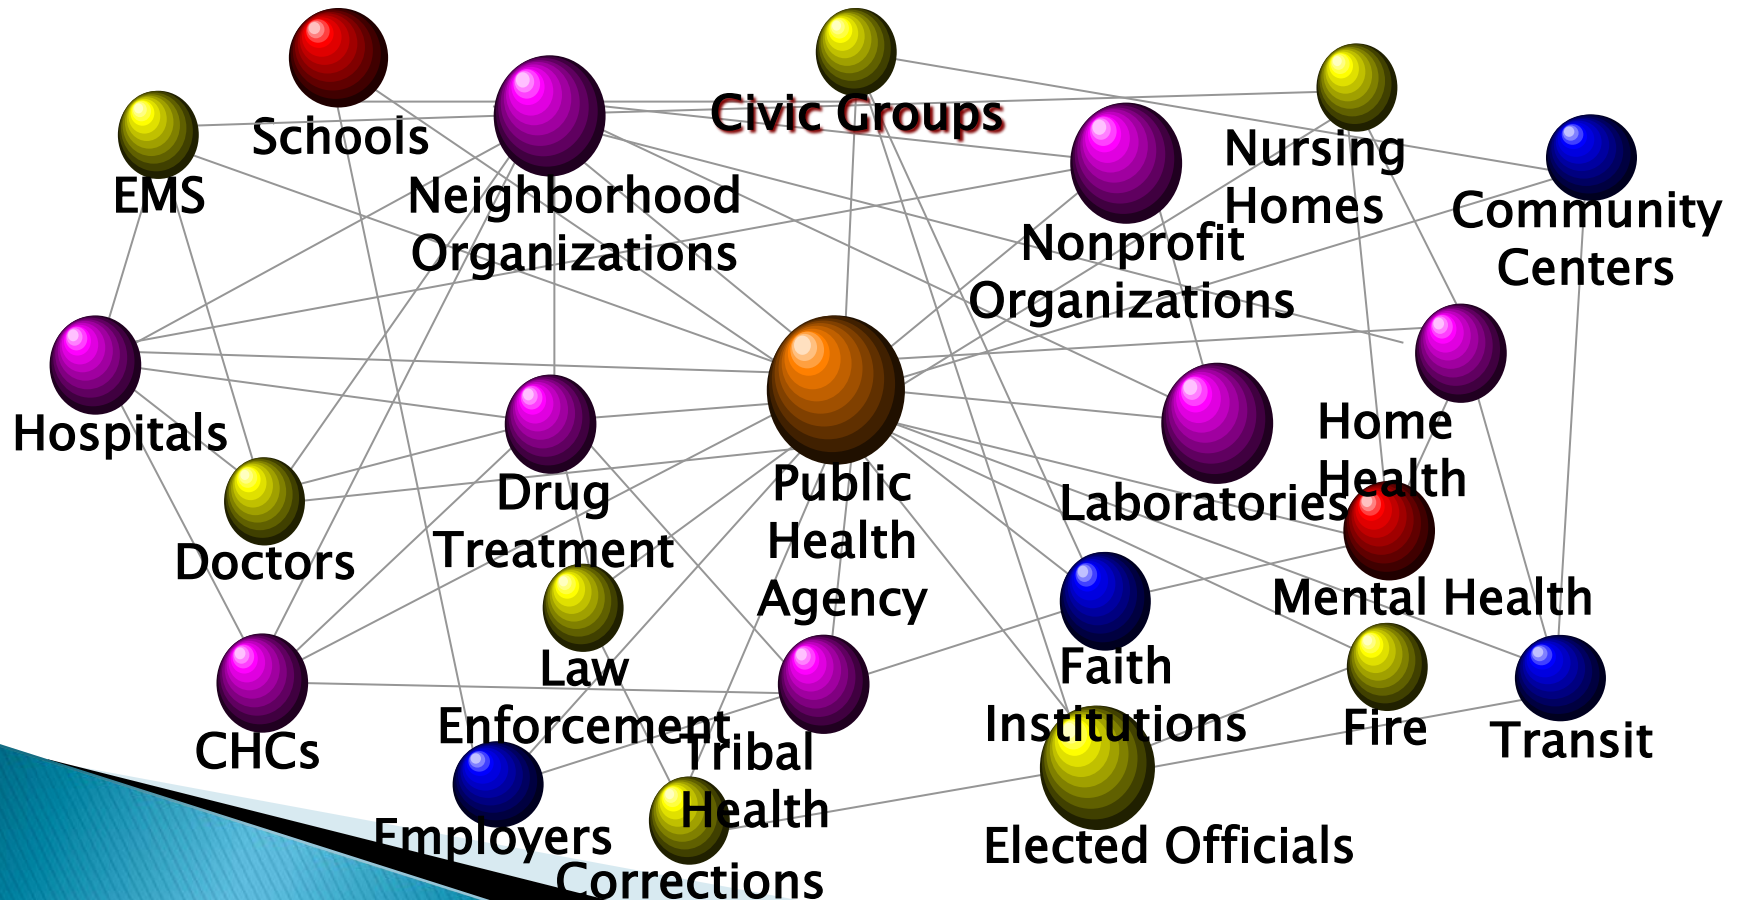 Schools
Civic Groups
EMS
Neighborhood
Organizations
Nonprofit
Organizations
Nursing
Homes
Community
Centers
Hospitals
Doctors
Drug
Treatment
Public
Health
Agency
Laboratories
Home
Health
Mental Health
CHCs
Law
Enforcement
Tribal
Health
Faith
Institutions
Fire
Transit
Employers
Corrections
Elected Officials